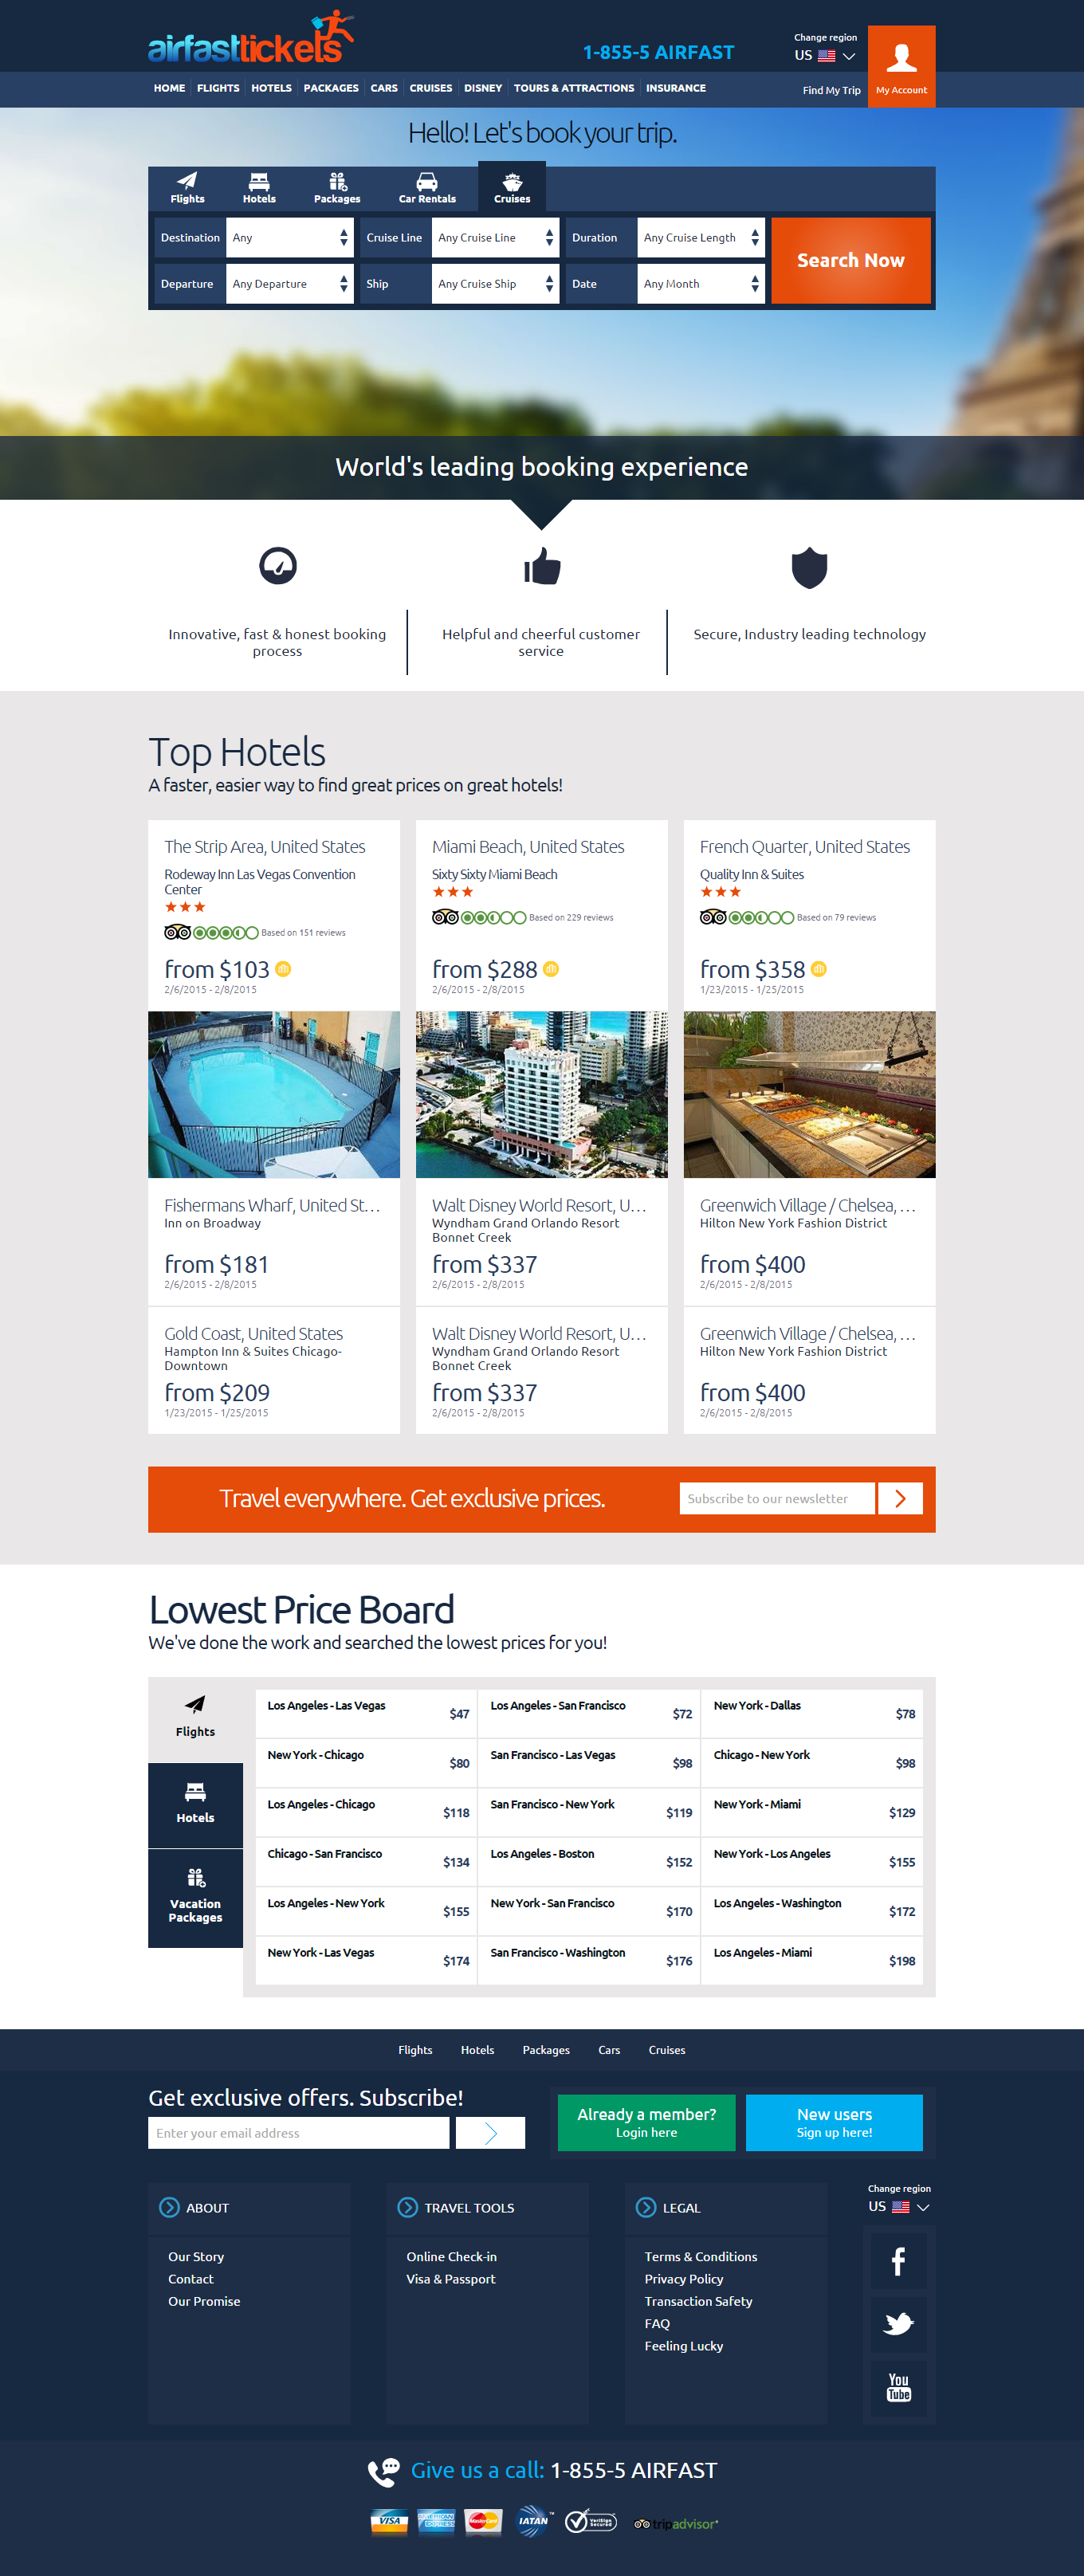 airfasttickets
1-855-5 AIRFAST
Change region
US
My Account
HOME FLIGHTS HOTELS PACKAGES CARS CRUISES DISNEY TOURS & ATTRACTIONS INSURANCE
Find My Trip
Hello! Let's book your trip.
Flights Hotels Packages Car Rentals Cruises
Destination Any Cruise Line Any Cruise Line Duration Any Cruise Length
Search Now
Departure Any Departure Ship Any Cruise Ship Date Any Month
World's leading booking experience
Innovative, fast & honest booking
process
Helpful and cheerful customer
service
Secure, Industry leading technology
Top Hotels
A faster, easier way to find great prices on great hotels!
The Strip Area, United States
Rodeway Inn Las Vegas Convention
Center
Based on 151 reviews
from $103
2/6/2015 - 2/8/2015
Miami Beach, United States
Sixty Sixty Miami Beach
Based on 229 reviews
from $288
2/6/2015 - 2/8/2015
French Quarter, United States
Quality Inn & Suites
Based on 79 reviews
from $358
1/23/2015 - 1/25/2015
Fishermans Wharf, United St...
Inn on Broadway
from $181
2/6/2015 - 2/8/2015
Walt Disney World Resort, U...
Wyndham Grand Orlando Resort
Bonnet Creek
from $337
2/6/2015 - 2/8/2015
Greenwich Village / Chelsea, ...
Hilton New York Fashion District
from $400
2/6/2015 - 2/8/2015
Gold Coast, United States
Hampton Inn & Suites Chicago-
Downtown
from $209
1/23/2015 - 1/25/2015
Walt Disney World Resort, U...
Wyndham Grand Orlando Resort
Bonnet Creek
from $337
2/6/2015 - 2/8/2015
Greenwich Village / Chelsea, ...
Hilton New York Fashion District
from $400
2/6/2015 - 2/8/2015
Travel everywhere. Get exclusive prices.
Subscribe to our newsletter
Lowest Price Board
We've done the work and searched the lowest prices for you!
Flights
Hotels
Vacation
Packages
Los Angeles - Las Vegas $47 Los Angeles - San Francisco $72 New York - Dallas $78
New York - Chicago $80 San Francisco - Las Vegas $98 Chicago - New York $98
Los Angeles - Chicago $118 San Francisco - New York $119 New York - Miami $129
Chicago - San Francisco $134 Los Angeles - Boston $152 New York - Los Angeles $155
Los Angeles - New York $155 New York - San Francisco $170 Los Angeles - Washington $172
New York - Las Vegas $174 San Francisco - Washington $176 Los Angeles - Miami $198
Flights Hotels Packages Cars Cruises
Get exclusive offers. Subscribe!
Enter your email address
Already a member?
Login here
New users
Sign up here!
ABOUT
Our Story
Contact
Our Promise
TRAVEL TOOLS
Online Check-in
Visa & Passport
LEGAL
Terms & Conditions
Privacy Policy
Transaction Safety
FAQ
Feeling Lucky
Change region
US
You
Tube
Give us a call: 1-855-5 AIRFAST
VISA AMERICAN EXPRESS MasterCard IATAN TM VeriSign Secured tripadvisor